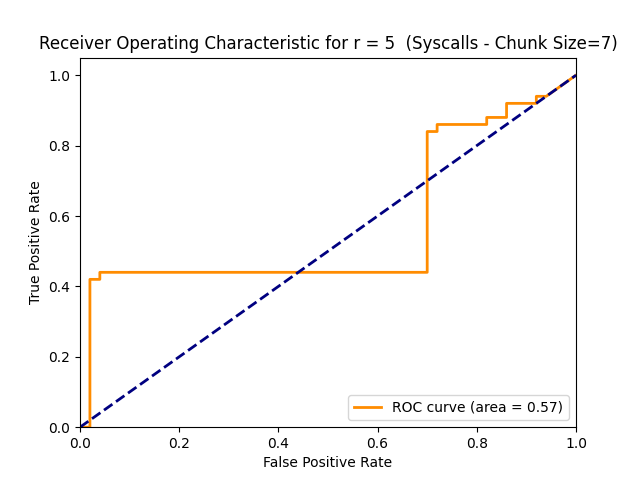 Receiver Operating Characteristic for r = 5  (Syscalls - Chunk Size=7)
1.0
0.8
0.6
0.4
0.2
0.0
True Positive Rate
ROC curve (area = 0.57)
0.0 0.2 0.4 0.6 0.8 1.0
False Positive Rate